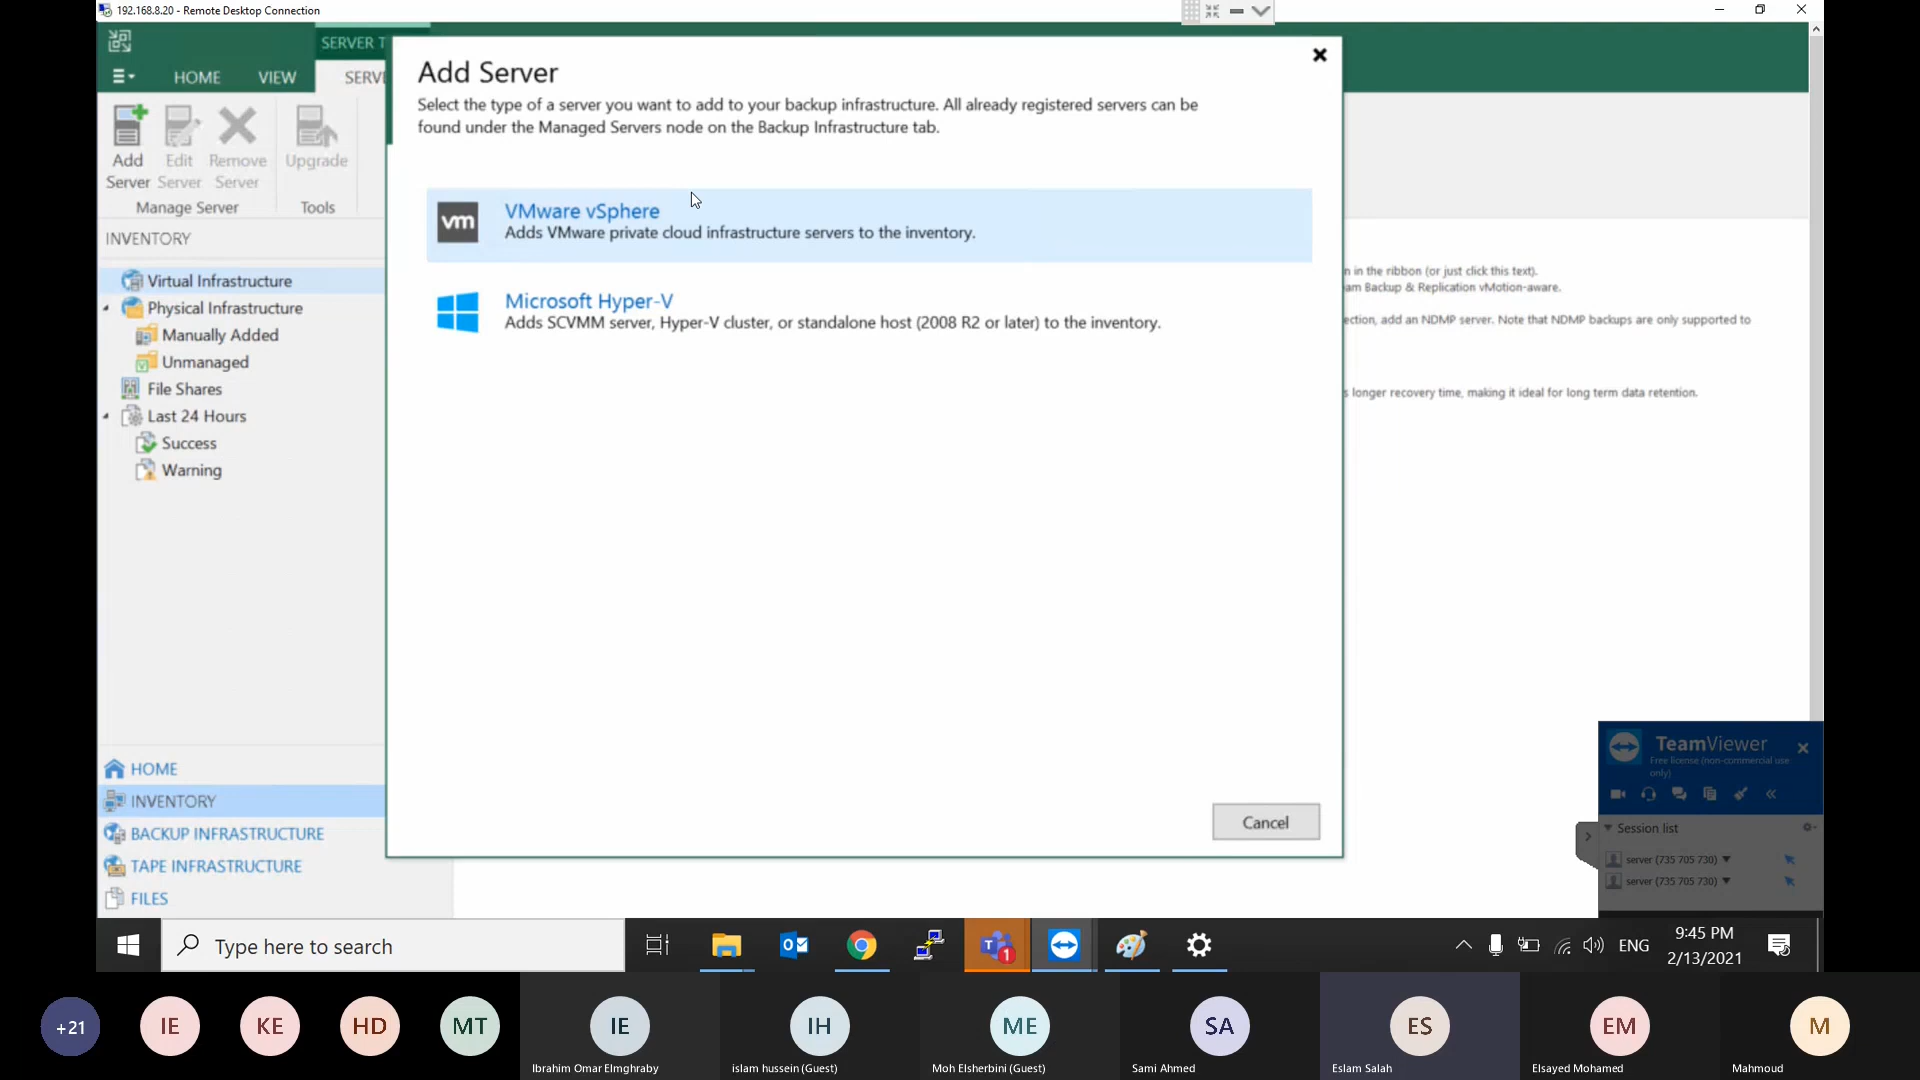 192.168.8.20 - Remote Desktop Connection
SERVER T
HOME
VIEW
SERV
Add Server
Edit Server
Remove Server
Upgrade
Manage Server
Tools
INVENTORY
Virtual Infrastructure
Physical Infrastructure
Manually Added
Unmanaged
File Shares
Last 24 Hours
Success
Warning
HOME
INVENTORY
BACKUP INFRASTRUCTURE
TAPE INFRASTRUCTURE
FILES
Add Server
Select the type of a server you want to add to your backup infrastructure. All already registered servers can be
found under the Managed Servers node on the Backup Infrastructure tab.
vm
VMware vSphere
Adds VMware private cloud infrastructure servers to the inventory.
Microsoft Hyper-V
Adds SCVMM server, Hyper-V cluster, or standalone host (2008 R2 or later) to the inventory.
Cancel
n in the ribbon (or just click this text).
am Backup & Replication vMotion-aware.
ection, add an NDMP server. Note that NDMP backups are only supported to
s longer recovery time, making it ideal for long term data retention.
TeamViewer
Free license (non-commercial use
only)
Session list
server (735 705 730)
server (735 705 730)
Type here to search
1
ENG
9:45 PM
2/13/2021
+21
IE
KE
HD
MT
IE
Ibrahim Omar Elmghraby
IH
islam hussein (Guest)
ME
Moh Elsherbini (Guest)
SA
Sami Ahmed
ES
Eslam Salah
EM
Elsayed Mohamed
M
Mahmoud